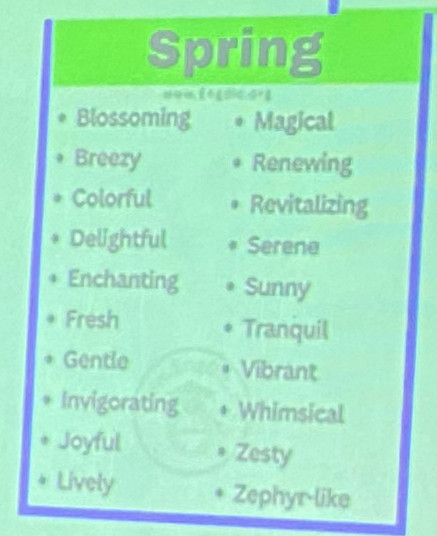 Spring
• Blossoming
• Breezy
• Colorful
• Delightful
• Enchanting
• Fresh
• Gentle
• Invigorating
• Joyful
• Lively
• Magical
• Renewing
• Revitalizing
• Serene
• Sunny
• Tranquil
• Vibrant
• Whimsical
• Zesty
• Zephyr-like